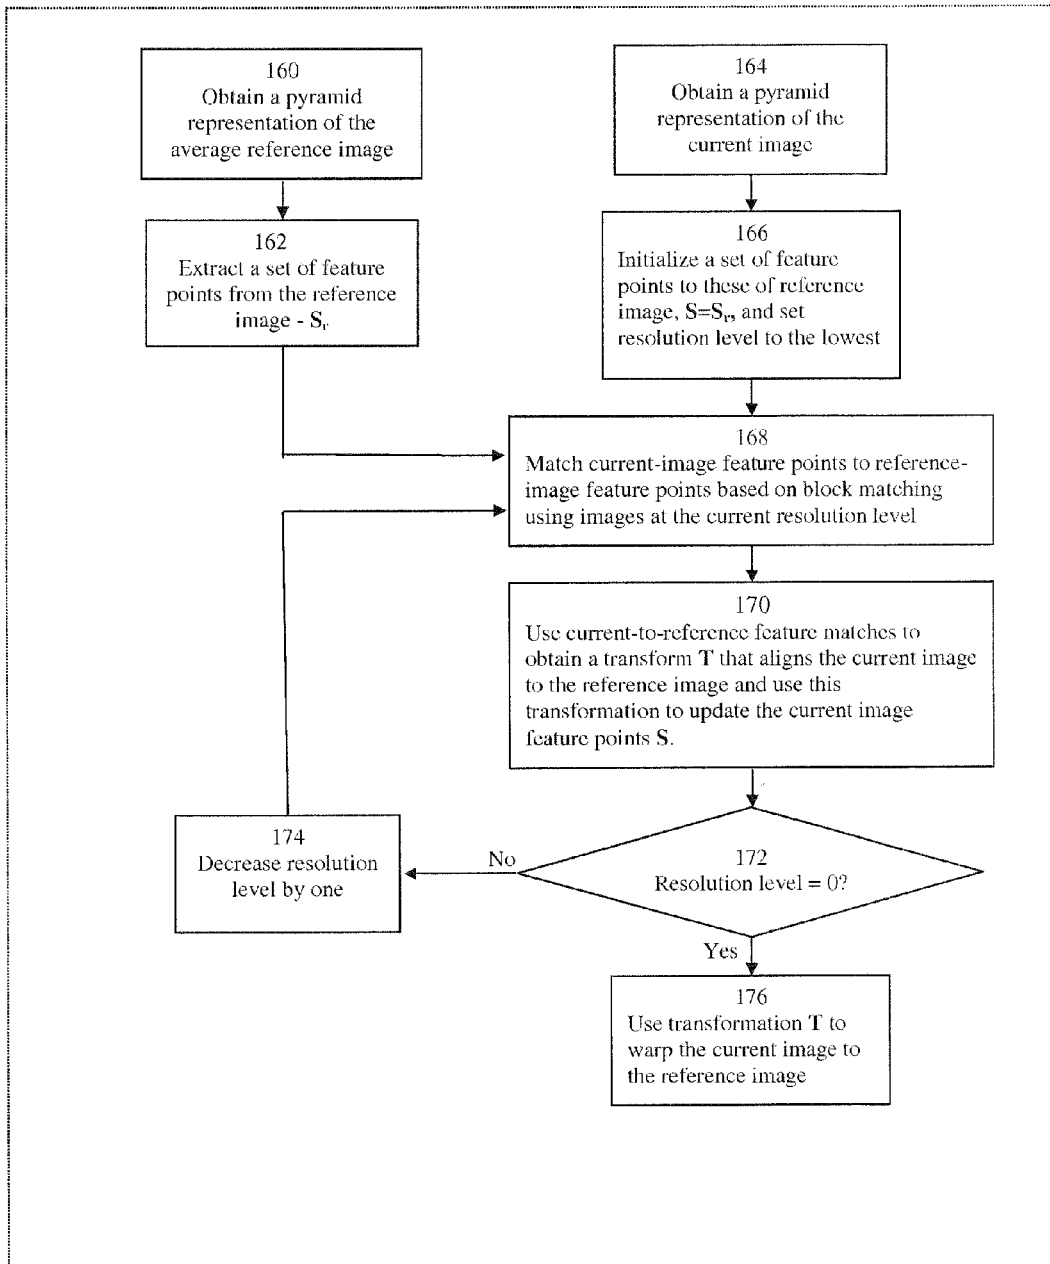 160
Obtain a pyramid
representation of the
average reference image
162
Extract a set of feature
points from the reference
image - Sr
164
Obtain a pyramid
representation of the
current image
166
Initialize a set of feature
points to these of reference
image, S=Sr, and set
resolution level to the lowest
168
Match current-image feature points to reference-
image feature points based on block matching
using images at the current resolution level
170
Use current-to-reference feature matches to
obtain a transform T that aligns the current image
to the reference image and use this
transformation to update the current image
feature points S.
172
Resolution level = 0?
No
174
Decrease resolution
level by one
Yes
176
Use transformation T to
warp the current image to
the reference image